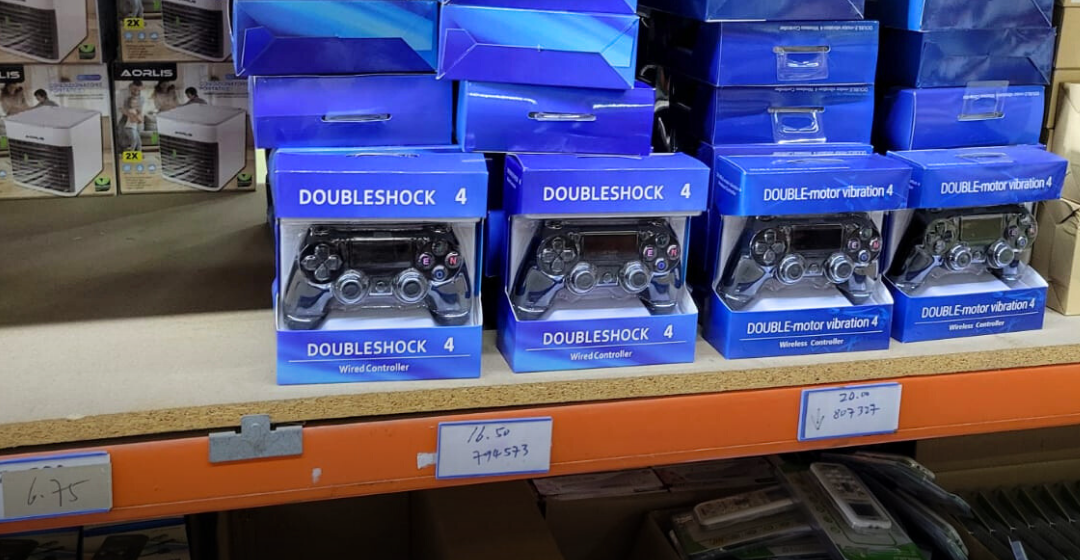 AORLIS
2X
2X
DOUBLESHOCK 4
DOUBLESHOCK 4
DOUBLE-motor vibration 4
DOUBLE-motor vibration 4
E N
E N
DOUBLESHOCK 4
Wired Controller
DOUBLESHOCK 4
Wired Controller
DOUBLE-motor vibration 4
Wireless Controller
DOUBLE-motor vibration 4
Wireless Controller
6.75
16.50
794573
20.00
807327